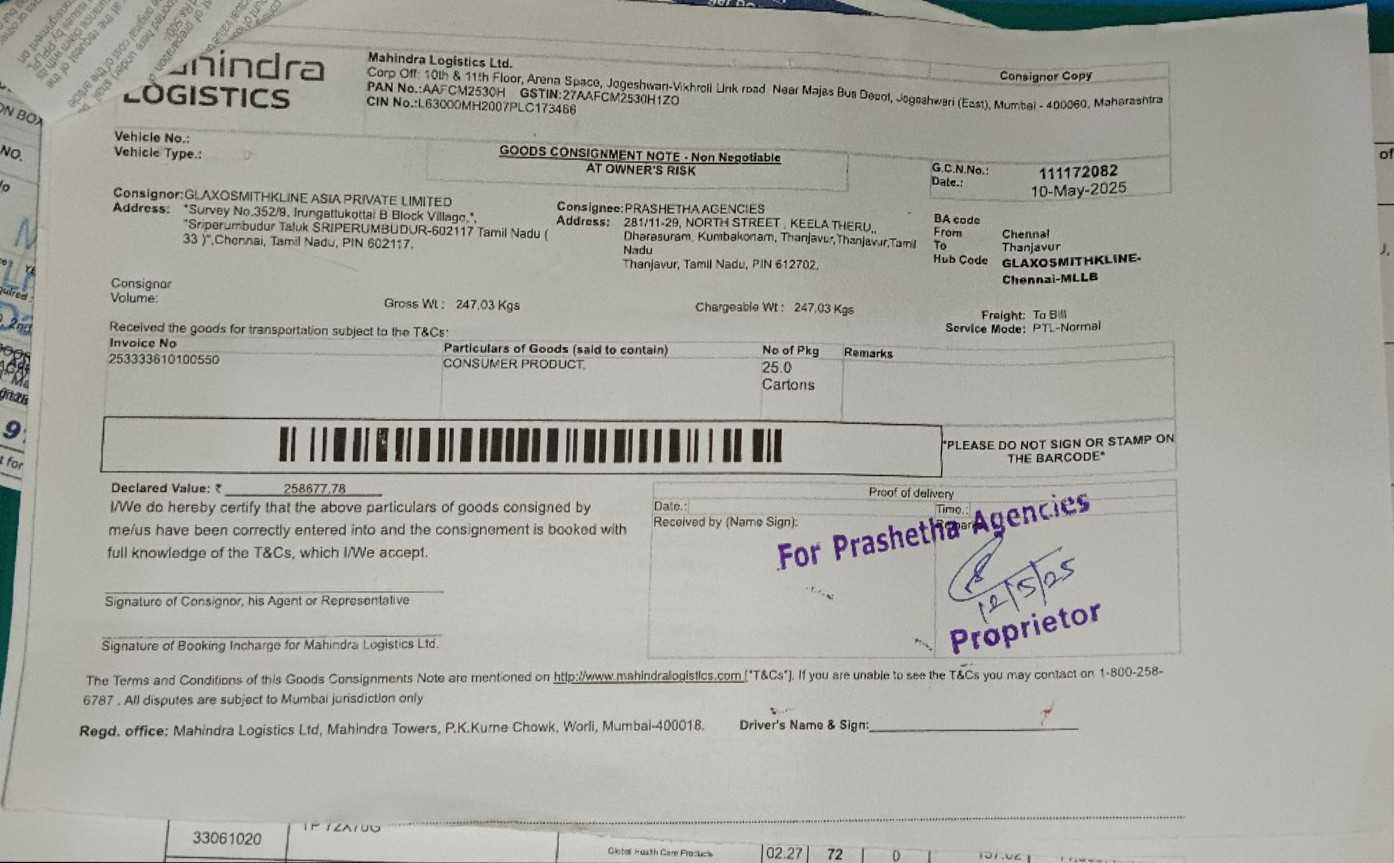 LOGISTICS
Mahindra Logistics Ltd.
Corp Off: 10th & 11th Floor, Arena Space, Jogeshwari-Vikhroli Link road Near Majas Bus Depot, Jogeshwari (East), Mumbai - 400060, Maharashtra
PAN No.:AAFCM2530H GSTIN:27AAFCM2530H1ZO
CIN No.:L63000MH2007PLC173466
Consignor Copy
Vehicle No.:
Vehicle Type.:
GOODS CONSIGNMENT NOTE - Non Negotiable
AT OWNER'S RISK
G.C.N.No.: 111172082
Date.: 10-May-2025
Consignor:GLAXOSMITHKLINE ASIA PRIVATE LIMITED
Address: "Survey No.352/9, Irungattukottai B Block Village,",
"Sriperumbudur Taluk SRIPERUMBUDUR-602117 Tamil Nadu (
33 )",Chennai, Tamil Nadu, PIN 602117.
Consignee:PRASHETHA AGENCIES
Address: 281/11-29, NORTH STREET , KEELA THERU,,
Dharasuram, Kumbakonam, Thanjavur,Thanjavur,Tamil
Nadu
Thanjavur, Tamil Nadu, PIN 612702.
BA code
From Chennai
To Thanjavur
Hub Code GLAXOSMITHKLINE-
Chennai-MLLB
Consignor
Volume:
Gross Wt : 247.03 Kgs
Chargeable Wt : 247.03 Kgs
Freight: To Bill
Service Mode: PTL-Normal
Received the goods for transportation subject to the T&Cs:
Invoice No Particulars of Goods (said to contain) No of Pkg Remarks
253333610100550 CONSUMER PRODUCT. 25.0
Cartons
*PLEASE DO NOT SIGN OR STAMP ON
THE BARCODE*
Declared Value: ₹ 258677.78
I/We do hereby certify that the above particulars of goods consigned by
me/us have been correctly entered into and the consignement is booked with
full knowledge of the T&Cs, which I/We accept.
Signature of Consignor, his Agent or Representative
Signature of Booking Incharge for Mahindra Logistics Ltd.
Proof of delivery
Date.: Time.:
Received by (Name Sign):
For Prashetha Agencies
12/5/25
Proprietor
The Terms and Conditions of this Goods Consignments Note are mentioned on http://www.mahindralogistics.com ["T&Cs"]. If you are unable to see the T&Cs you may contact on 1-800-258-
6787 . All disputes are subject to Mumbai jurisdiction only
Regd. office: Mahindra Logistics Ltd, Mahindra Towers, P.K.Kurne Chowk, Worli, Mumbai-400018.
Driver's Name & Sign:
33061020
Global Health Care Products
02.27 72 0